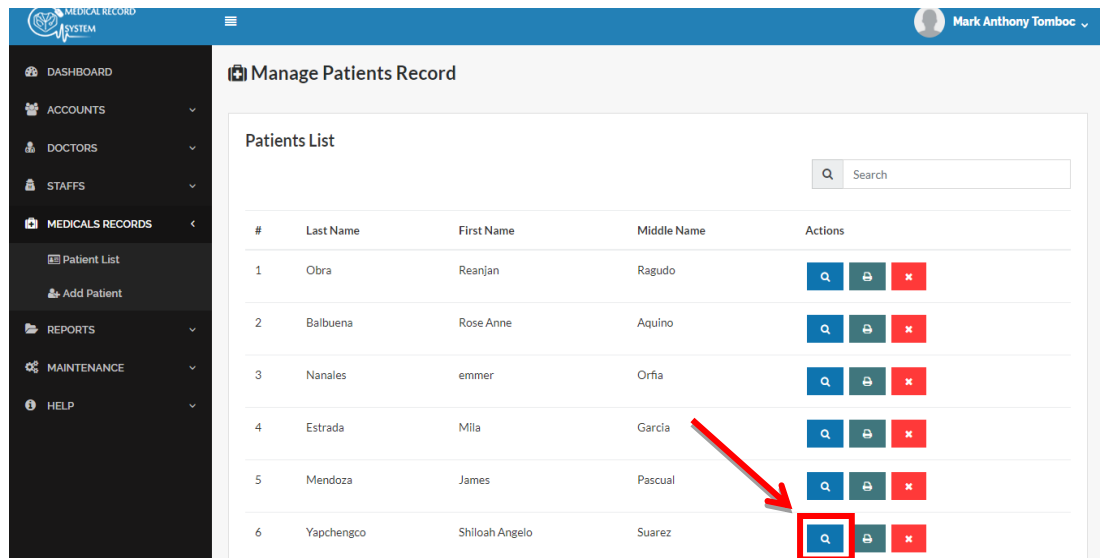 MEDICAL RECORD
SYSTEM
Mark Anthony Tomboc
DASHBOARD
ACCOUNTS
DOCTORS
STAFFS
MEDICALS RECORDS
Patient List
Add Patient
REPORTS
MAINTENANCE
HELP
Manage Patients Record
Patients List
Search
# Last Name First Name Middle Name Actions
1 Obra Reanjan Ragudo
2 Balbuena Rose Anne Aquino
3 Nanales emmer Orfia
4 Estrada Mila Garcia
5 Mendoza James Pascual
6 Yapchengco Shiloah Angelo Suarez